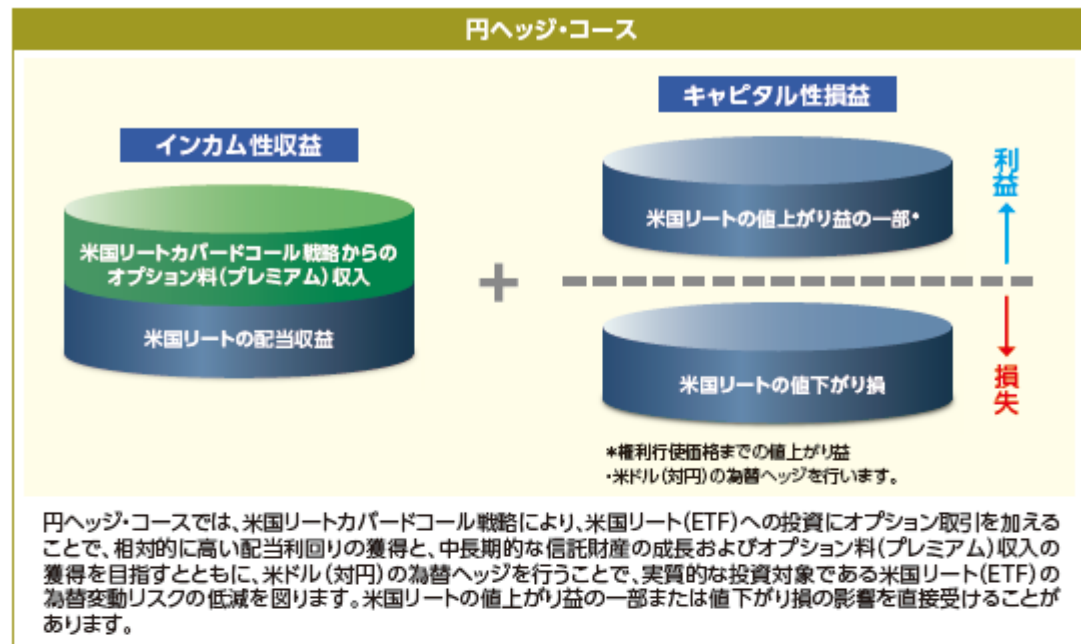 円ヘッジ・コース
インカム性収益
米国リートカバードコール戦略からの
オプション料(プレミアム)収入
米国リートの配当収益
+
キャピタル性損益
米国リートの値上がり益の一部*
利益
米国リートの値下がり損
損失
*権利行使価格までの値上がり益
・米ドル(対円)の為替ヘッジを行います。
円ヘッジ・コースでは、米国リートカバードコール戦略により、米国リート(ETF)への投資にオプション取引を加える
ことで、相対的に高い配当利回りの獲得と、中長期的な信託財産の成長およびオプション料(プレミアム)収入の
獲得を目指すとともに、米ドル(対円)の為替ヘッジを行うことで、実質的な投資対象である米国リート(ETF)の
為替変動リスクの低減を図ります。米国リートの値上がり益の一部または値下がり損の影響を直接受けることが
あります。